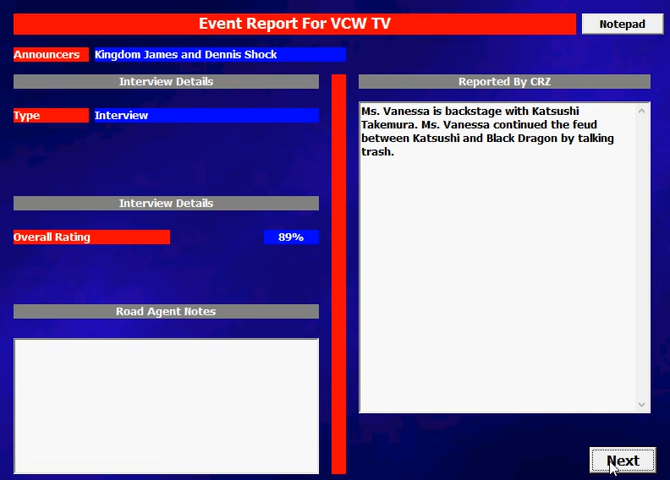 Event Report For VCW TV
Notepad
Announcers Kingdom James and Dennis Shock
Interview Details
Type Interview
Interview Details
Overall Rating 89%
Road Agent Notes
Reported By CRZ
Ms. Vanessa is backstage with Katsushi
Takemura. Ms. Vanessa continued the feud
between Katsushi and Black Dragon by talking
trash.
Next